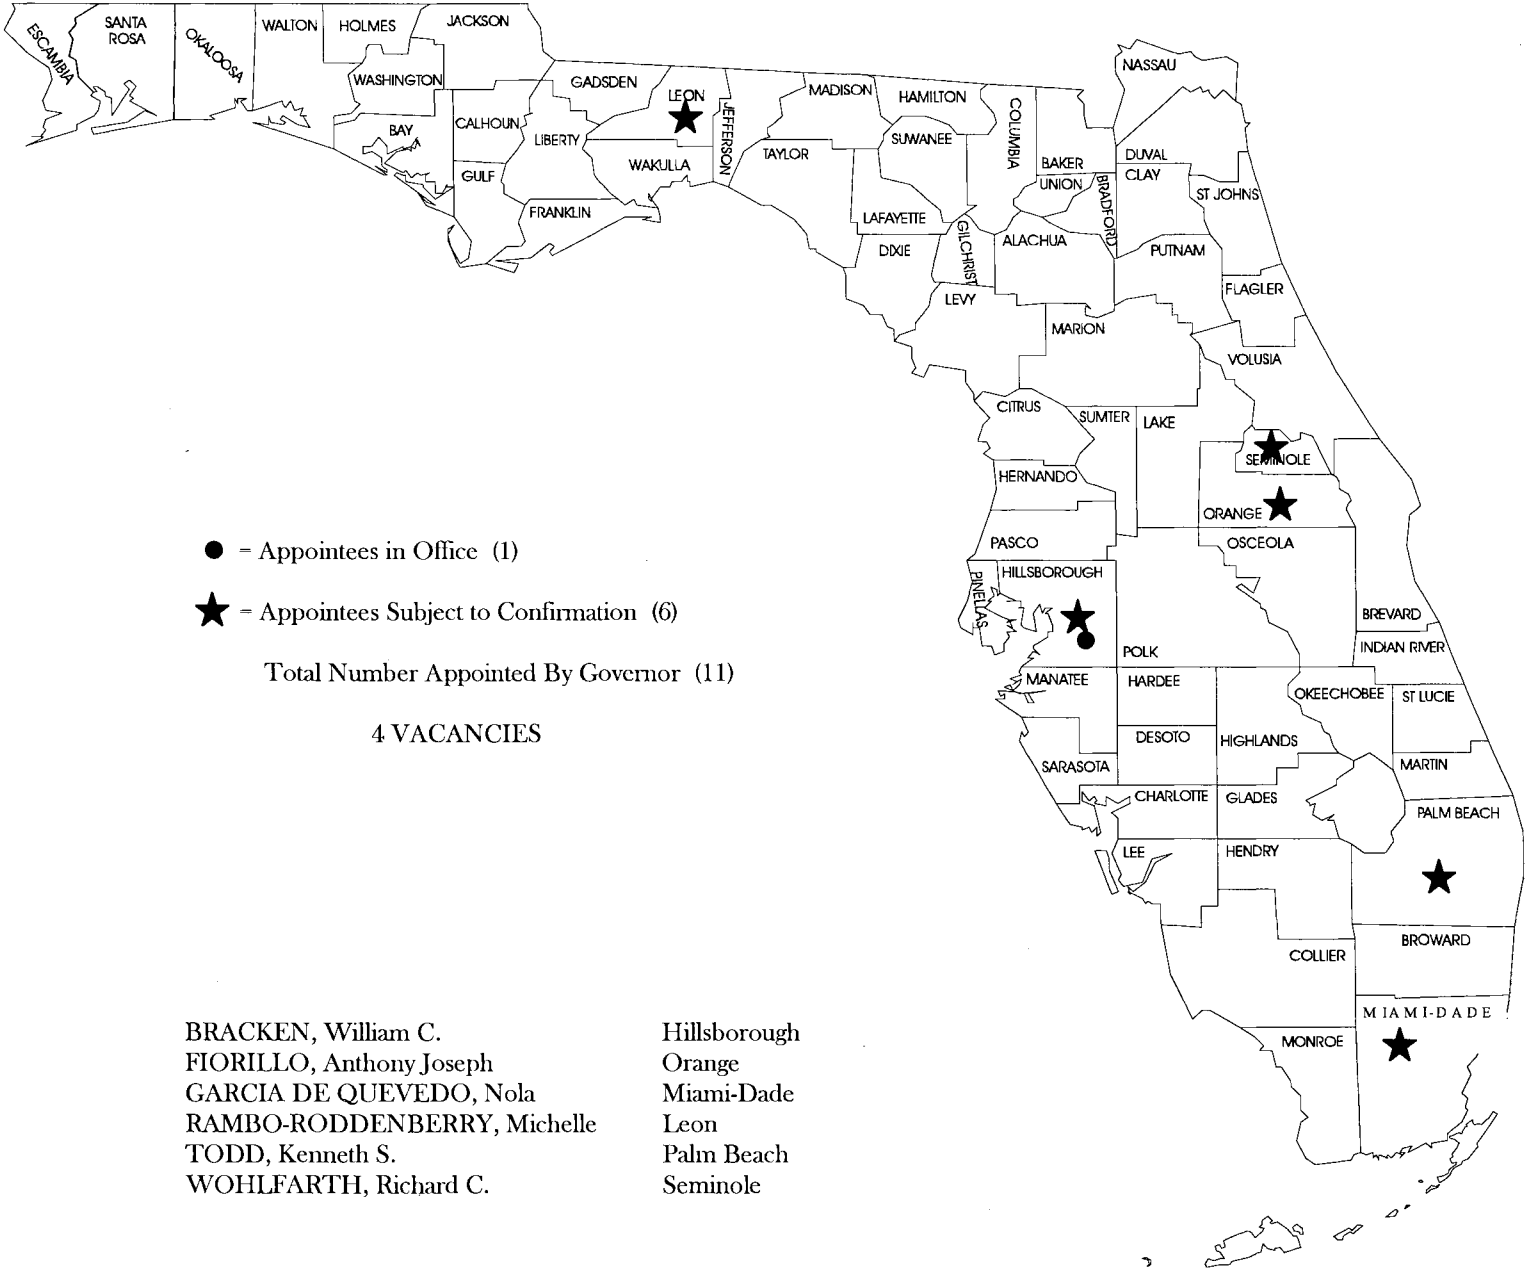 ESCAMBIA
SANTA
ROSA
OKALOOSA
WALTON
HOLMES
JACKSON
WASHINGTON
BAY
CALHOUN
GULF
LIBERTY
GADSDEN
FRANKLIN
LEON
WAKULLA
JEFFERSON
MADISON
TAYLOR
HAMILTON
SUWANEE
LAFAYETTE
DIXIE
COLUMBIA
GILCHRIST
LEVY
BAKER
UNION
BRADFORD
ALACHUA
NASSAU
DUVAL
CLAY
ST JOHNS
PUTNAM
FLAGLER
MARION
VOLUSIA
CITRUS
SUMTER
LAKE
SEMINOLE
HERNANDO
ORANGE
PASCO
OSCEOLA
PINELLAS
HILLSBOROUGH
POLK
BREVARD
INDIAN RIVER
MANATEE
HARDEE
OKEECHOBEE
ST LUCIE
DESOTO
HIGHLANDS
SARASOTA
MARTIN
CHARLOTTE
GLADES
PALM BEACH
LEE
HENDRY
BROWARD
COLLIER
MIAMI-DADE
MONROE
= Appointees in Office (1)
= Appointees Subject to Confirmation (6)
Total Number Appointed By Governor (11)
4 VACANCIES
BRACKEN, William C. Hillsborough
FIORILLO, Anthony Joseph Orange
GARCIA DE QUEVEDO, Nola Miami-Dade
RAMBO-RODDENBERRY, Michelle Leon
TODD, Kenneth S. Palm Beach
WOHLFARTH, Richard C. Seminole